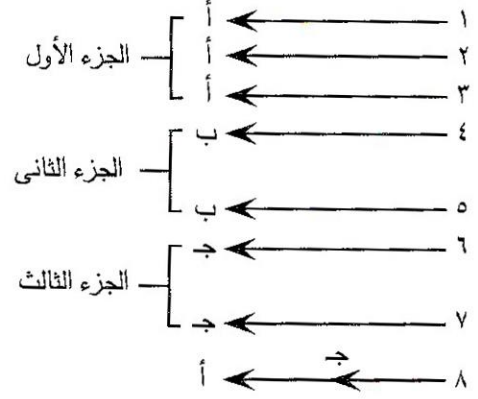 ١ أ
٢ أ الجزء الأول
٣ أ
٤ ب
الجزء الثانى
٥ ب
٦ جـ
الجزء الثالث
٧ جـ
٨ جـ أ